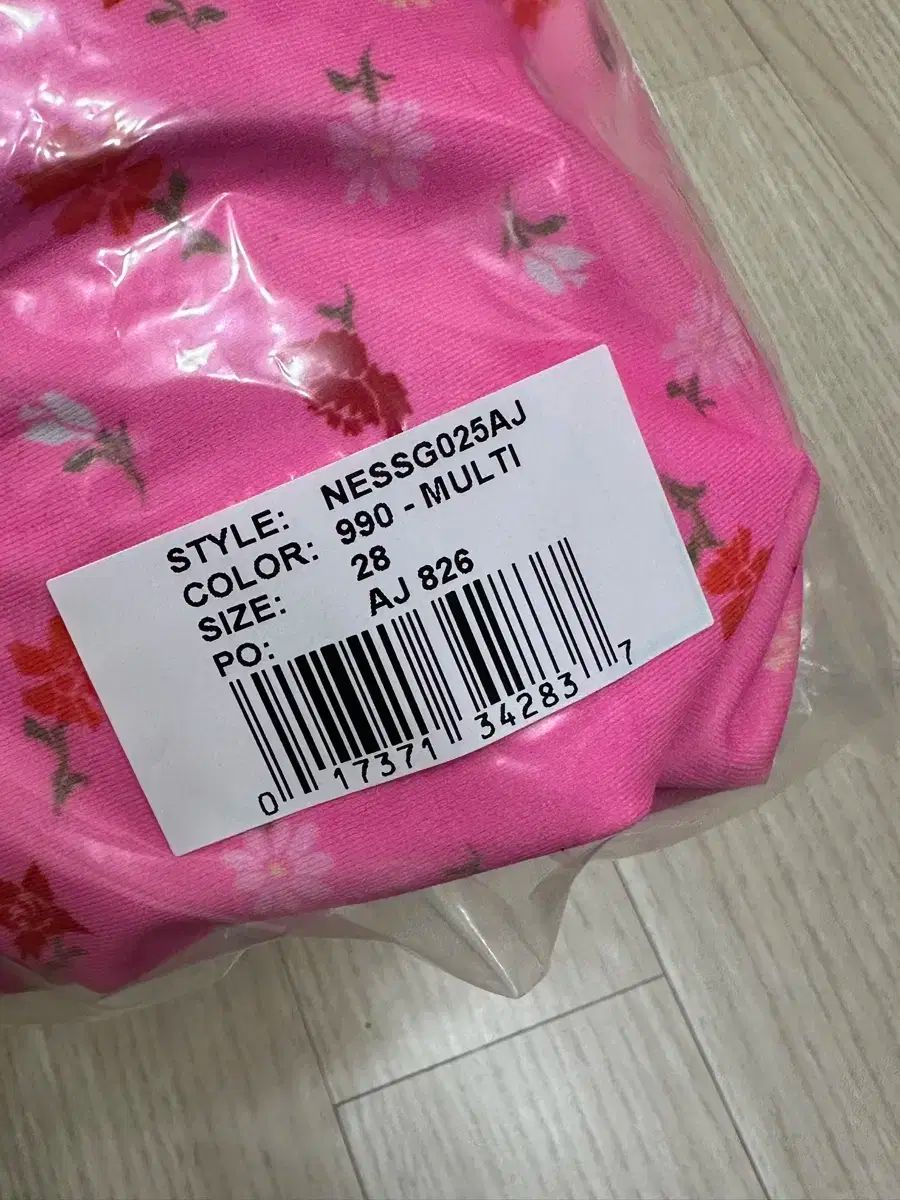 STYLE: NESSG025AJ
COLOR: 990 - MULTI
SIZE: 28
PO: AJ 826
0 17371 34283 7